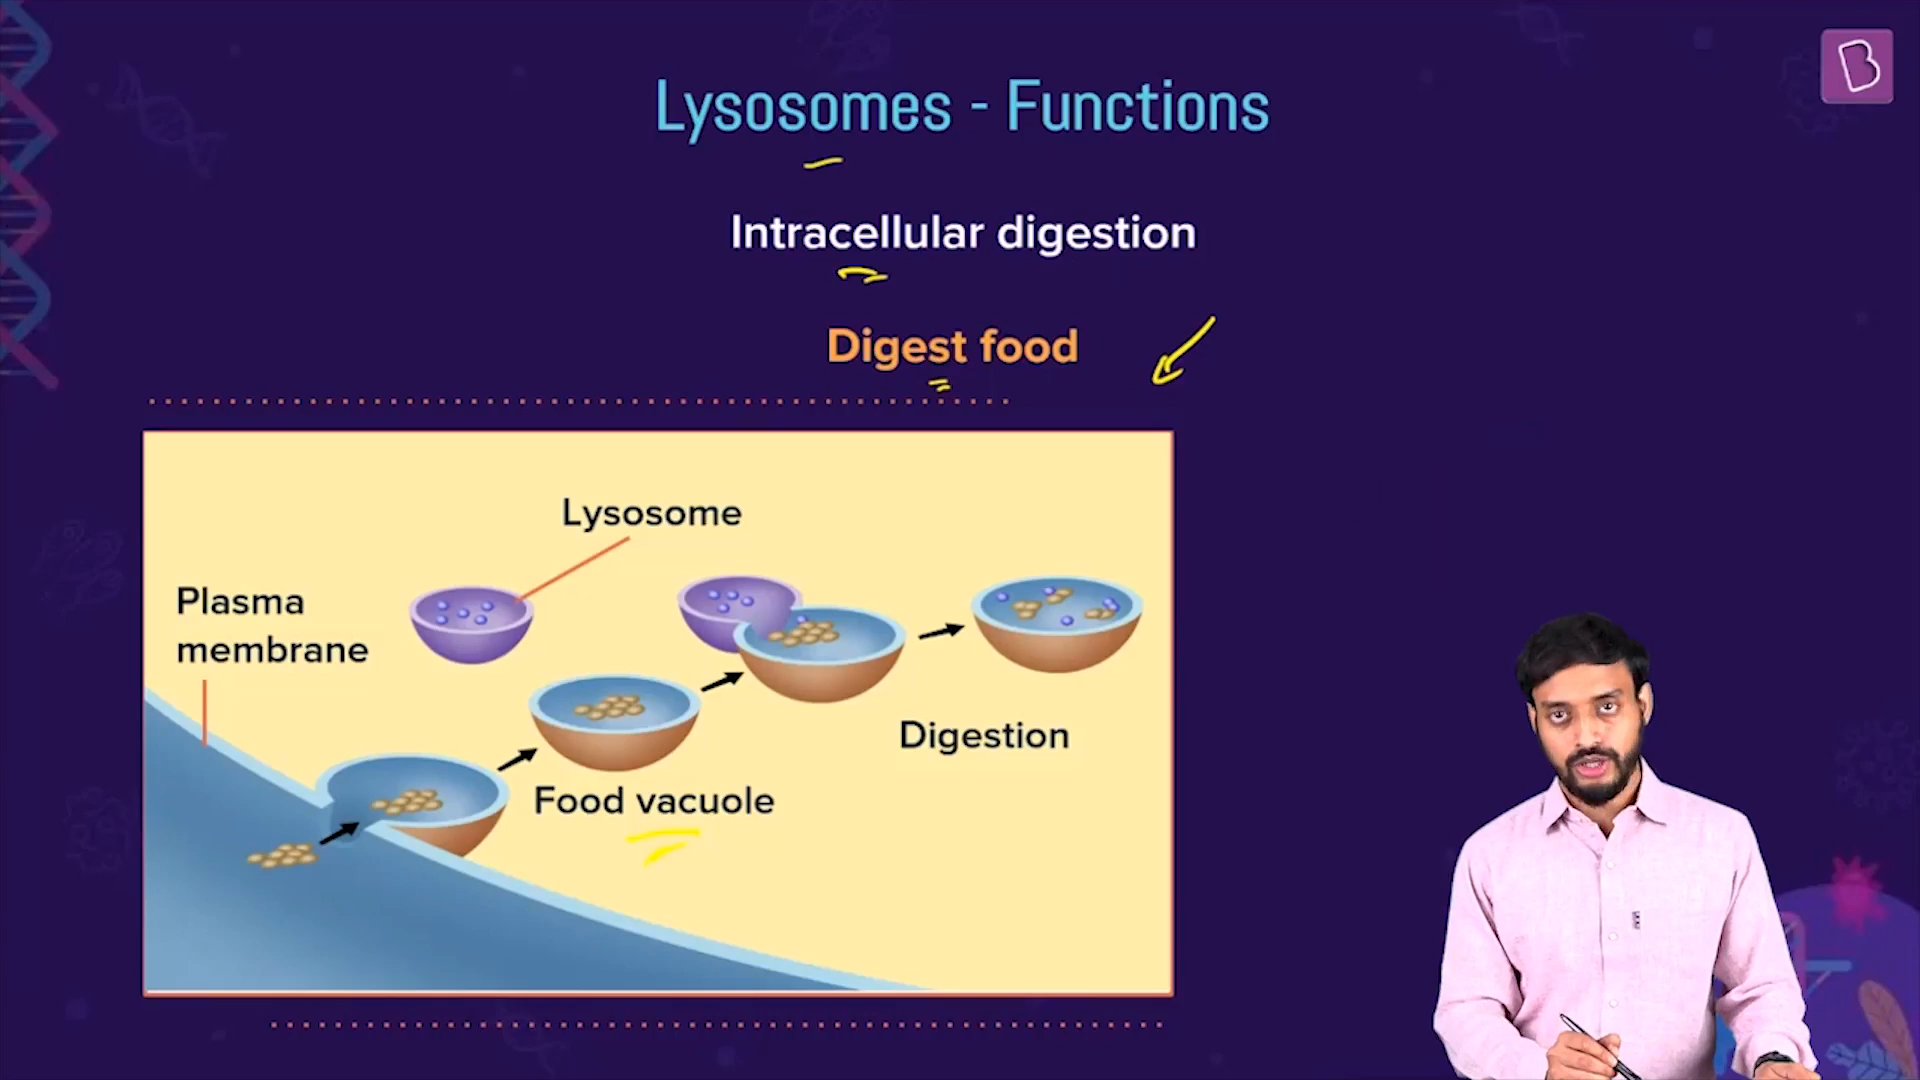 Lysosomes - Functions
B
Intracellular digestion
Digest food
Lysosome
Plasma
membrane
Digestion
Food vacuole